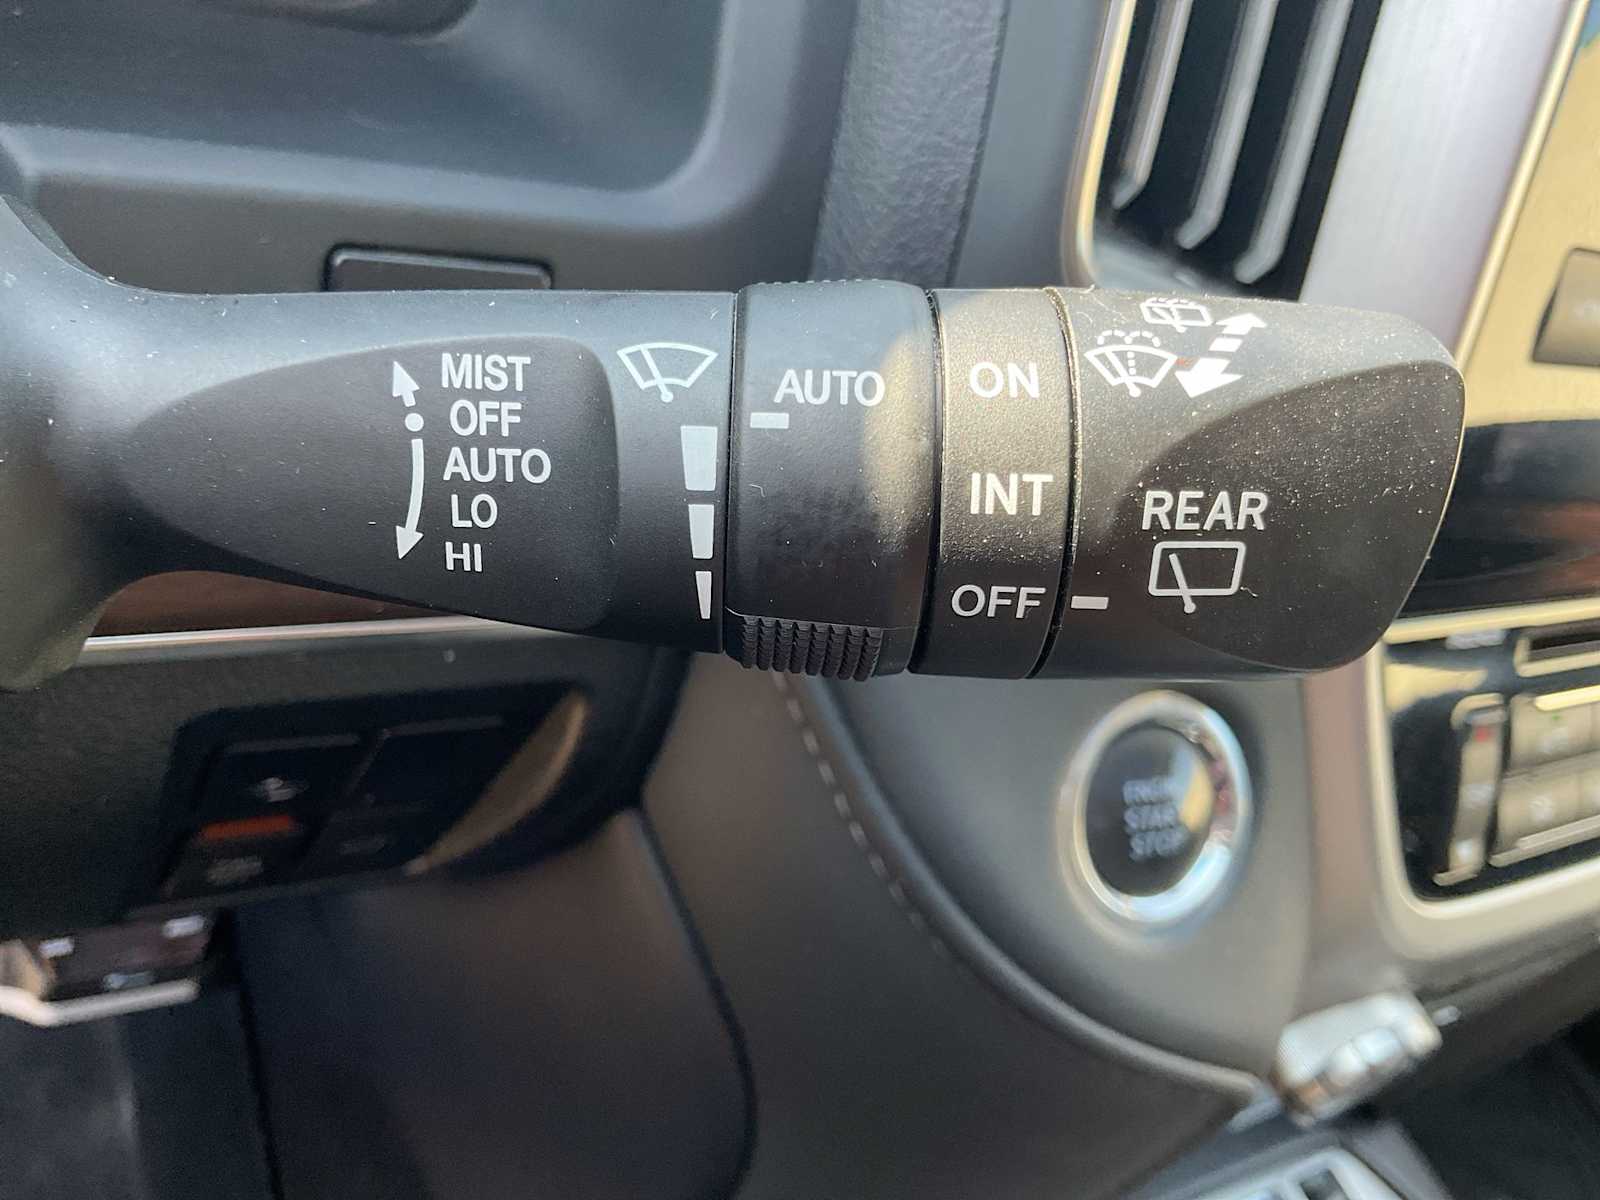 MIST
OFF
AUTO
LO
HI
AUTO
ON
INT
OFF
REAR
ENGINE
START
STOP